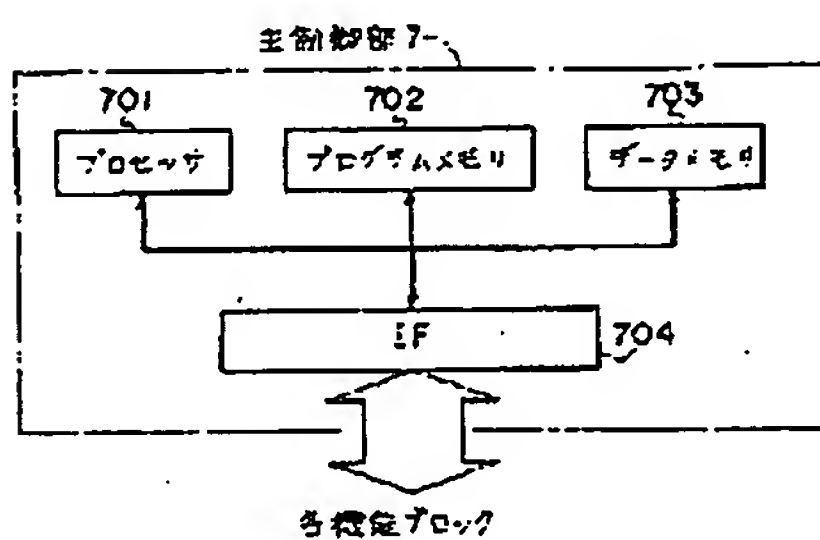 主制御部 7
701
702
703
プロセッサ
プログラムメモリ
データメモリ
IF
704
各機能ブロック